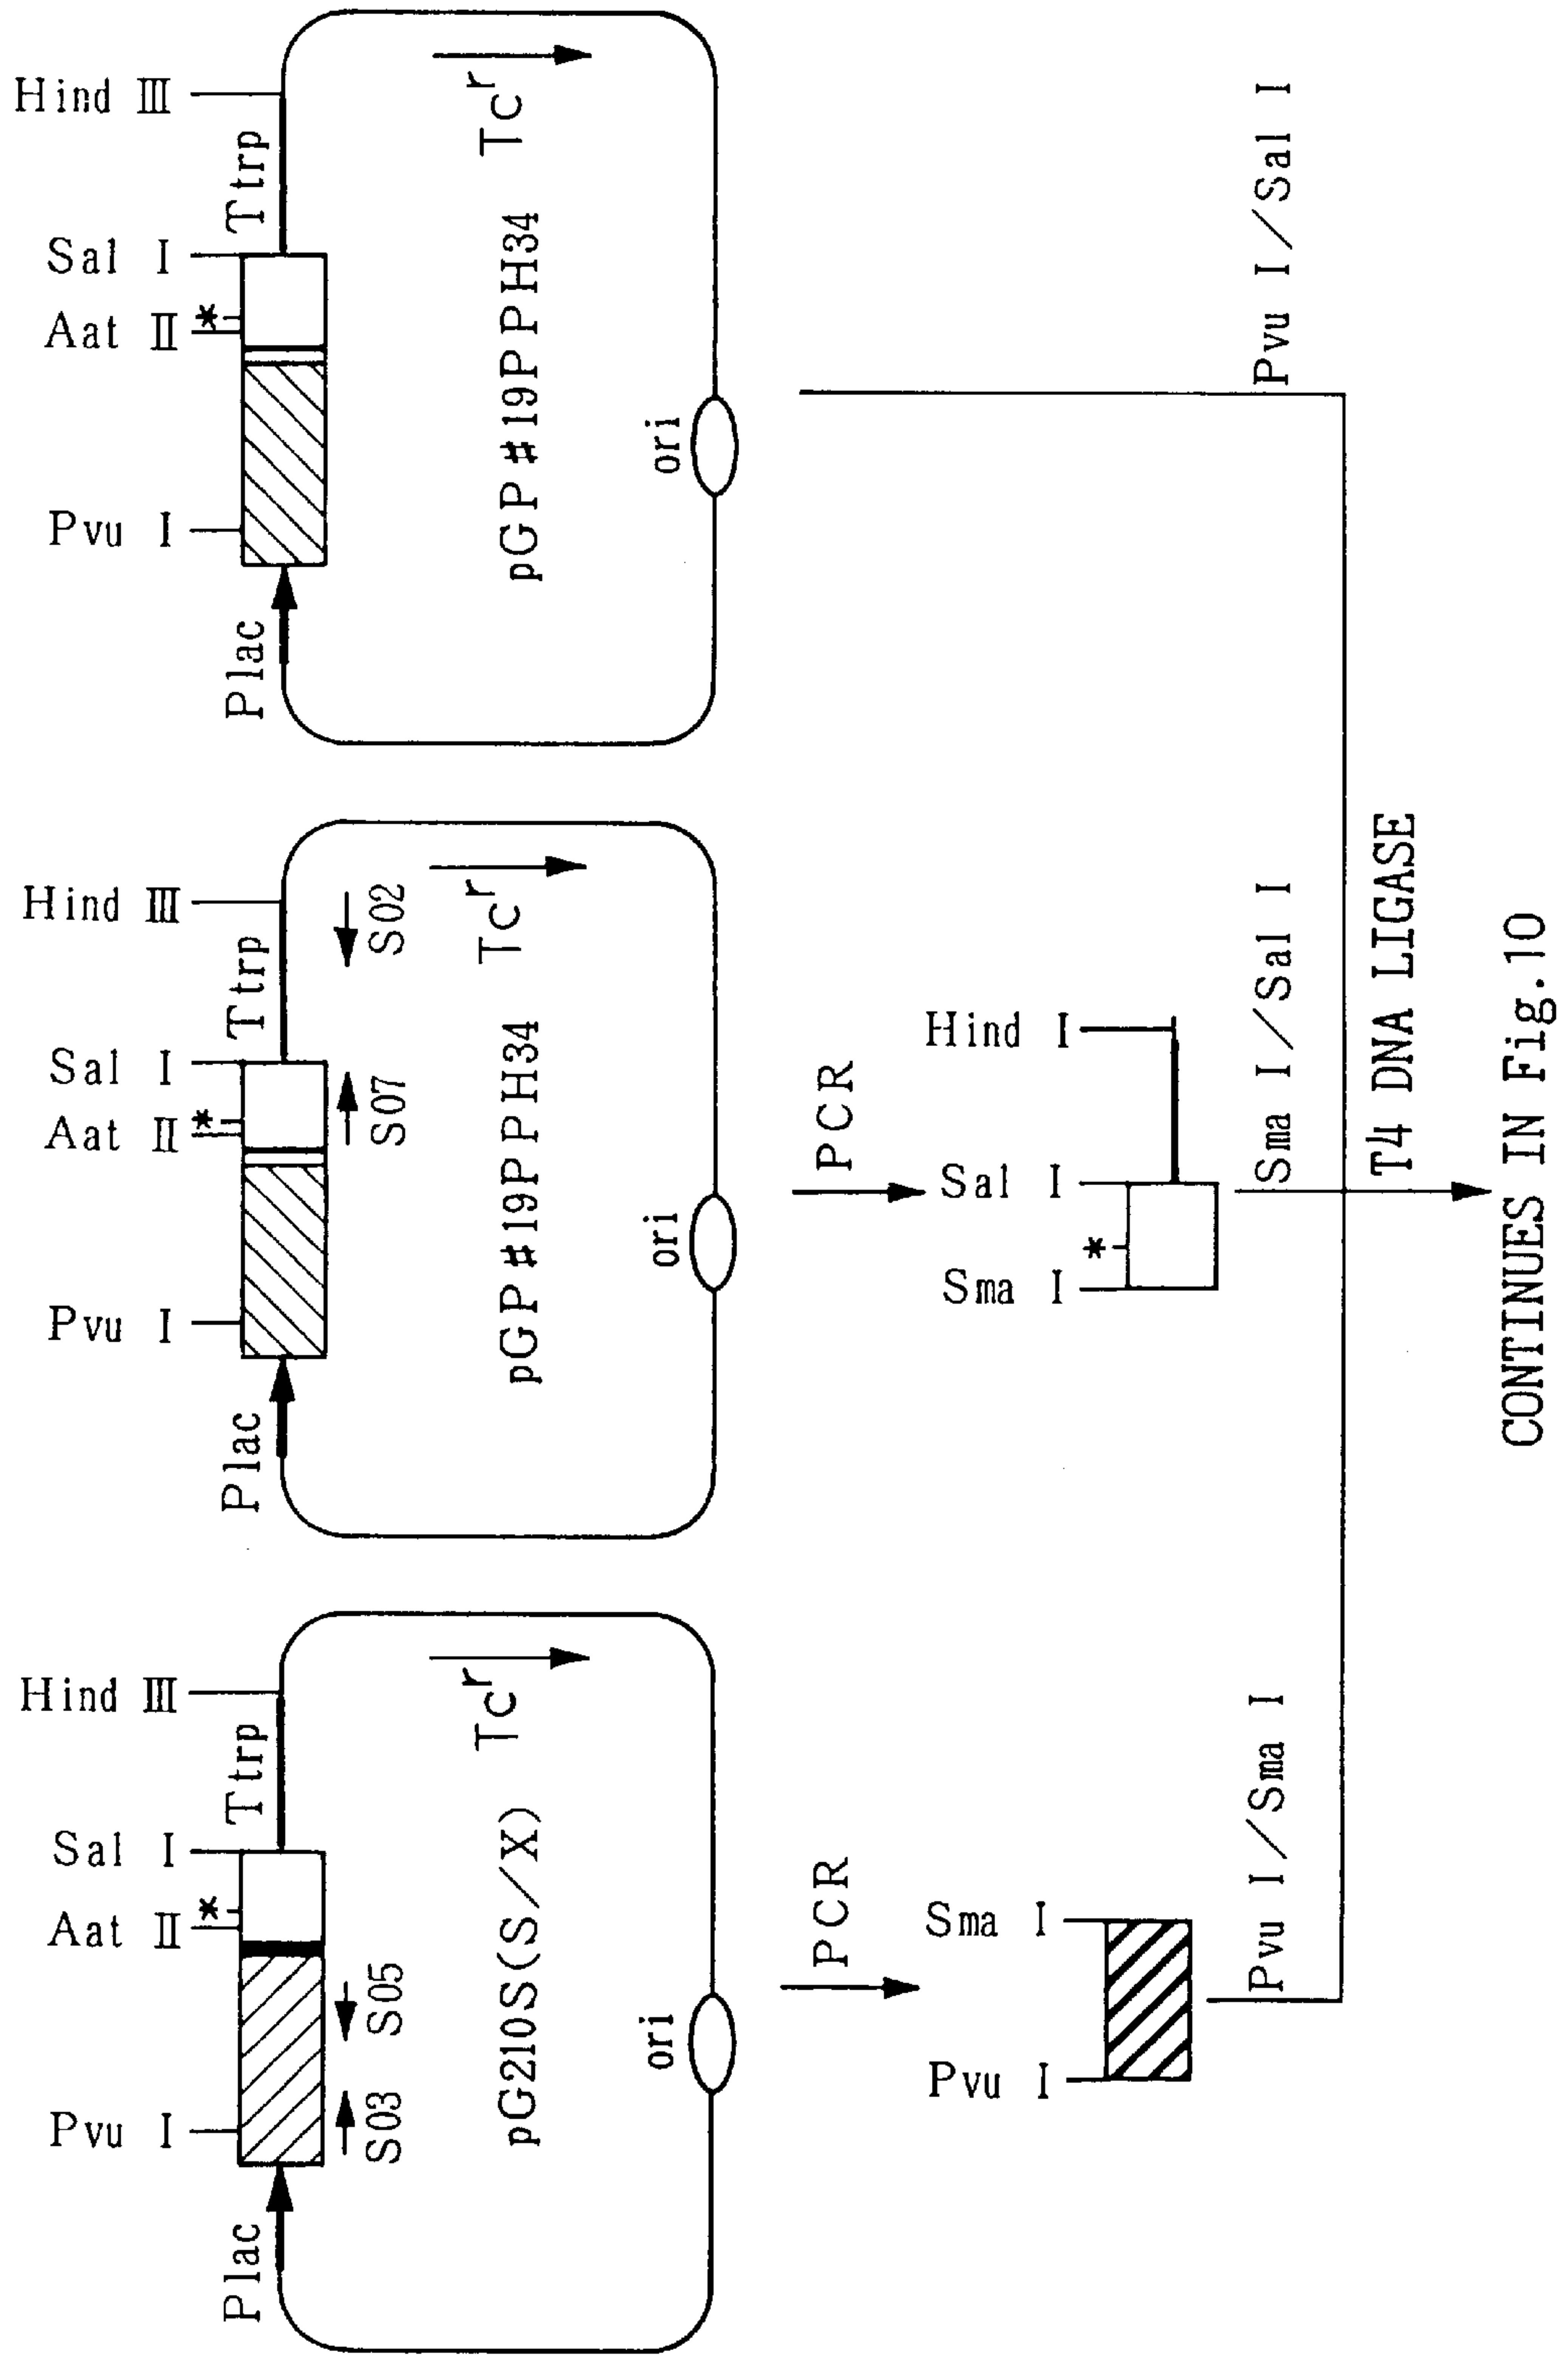 Plac
Pvu I
Aat II
*
Sal I
Ttrp
Hind III
S03
S05
Tcʳ
pG210S(S/X)
ori
Plac
Pvu I
Aat II
*
Sal I
Ttrp
Hind III
S07
S02
Tcʳ
pGP#19PPH34
ori
Plac
Pvu I
Aat II
*
Sal I
Ttrp
Hind III
Tcʳ
pGP#19PPH34
ori
PCR
PCR
Pvu I
Sma I
Sma I
*
Sal I
Hind I
Pvu I/Sma I
Sma I/Sal I
Pvu I/Sal I
T4 DNA LIGASE
CONTINUES IN Fig.10